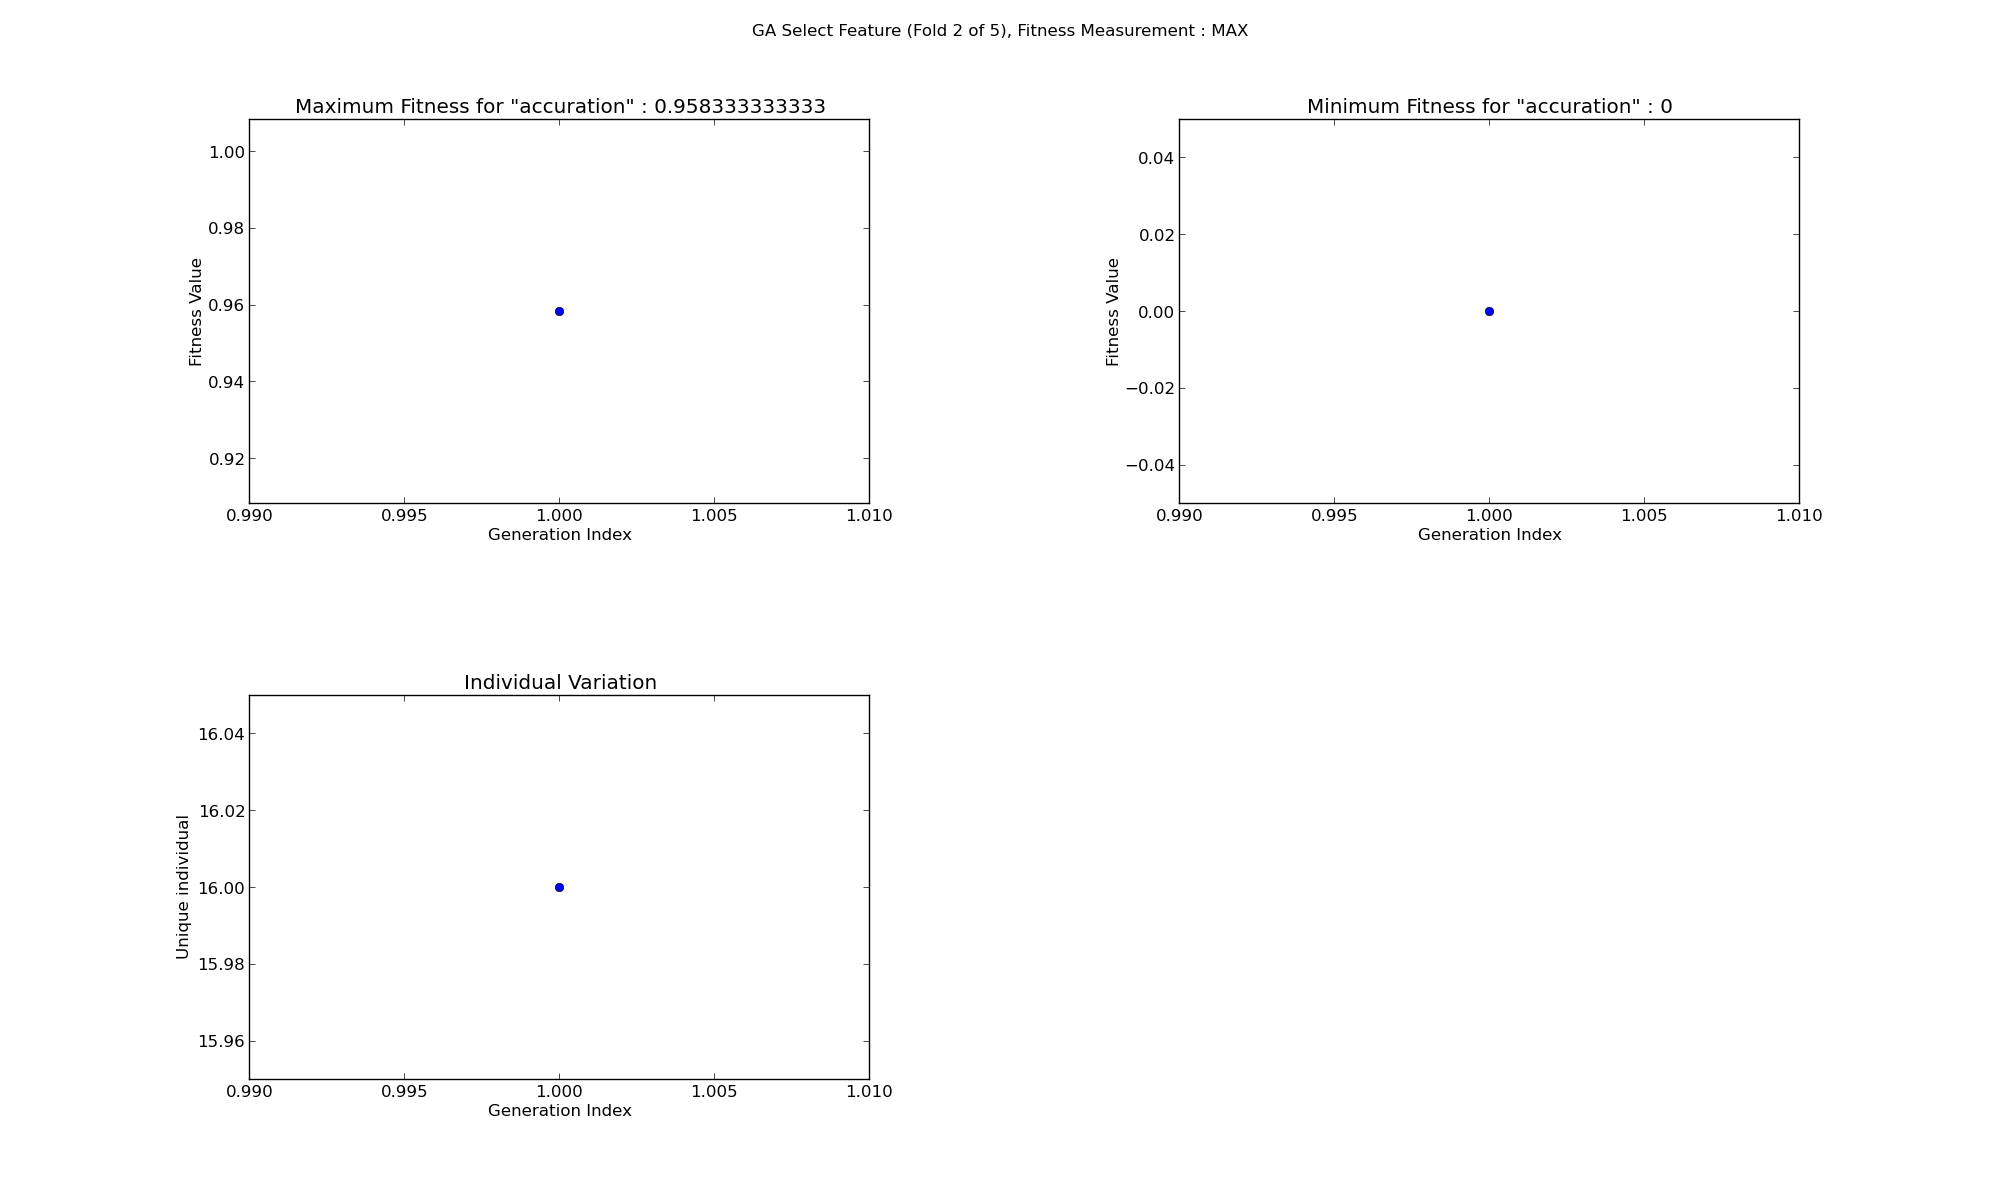 GA Select Feature (Fold 2 of 5), Fitness Measurement : MAX
Maximum Fitness for "accuration" : 0.958333333333
1.00
0.98
0.96
0.94
0.92
Fitness Value
0.990 0.995 1.000 1.005 1.010
Generation Index
Minimum Fitness for "accuration" : 0
0.04
0.02
0.00
−0.02
−0.04
Fitness Value
0.990 0.995 1.000 1.005 1.010
Generation Index
Individual Variation
16.04
16.02
16.00
15.98
15.96
Unique individual
0.990 0.995 1.000 1.005 1.010
Generation Index